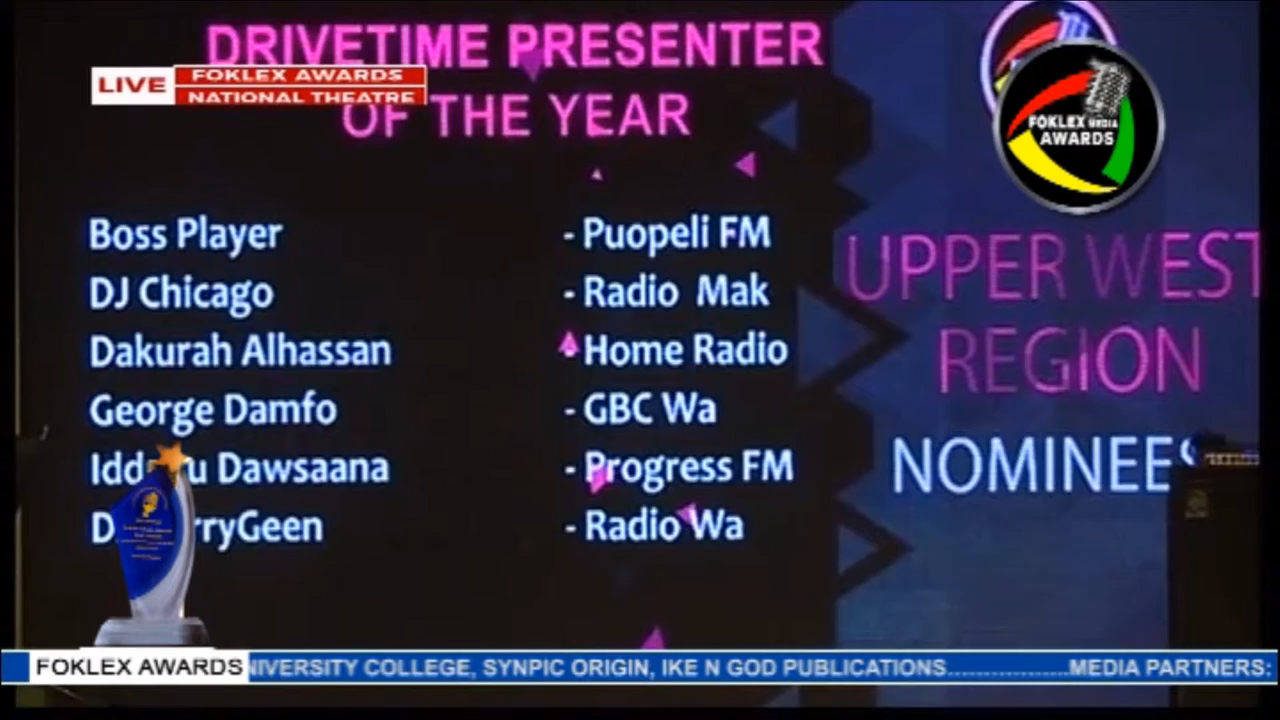 DRIVETIME PRESENTER
OF THE YEAR
LIVE
FOKLEX AWARDS
NATIONAL THEATRE
FOKLEX MEDIA
AWARDS
Boss Player - Puopeli FM
DJ Chicago - Radio Mak
Dakurah Alhassan - Home Radio
George Damfo - GBC Wa
Dawsaana - Progress FM
- Radio Wa
UPPER WEST
REGION
NOMINEES
FOKLEX AWARDS
COLLEGE, SYNPIC ORIGIN, IKE N GOD PUBLICATIONS....................MEDIA PARTNERS: